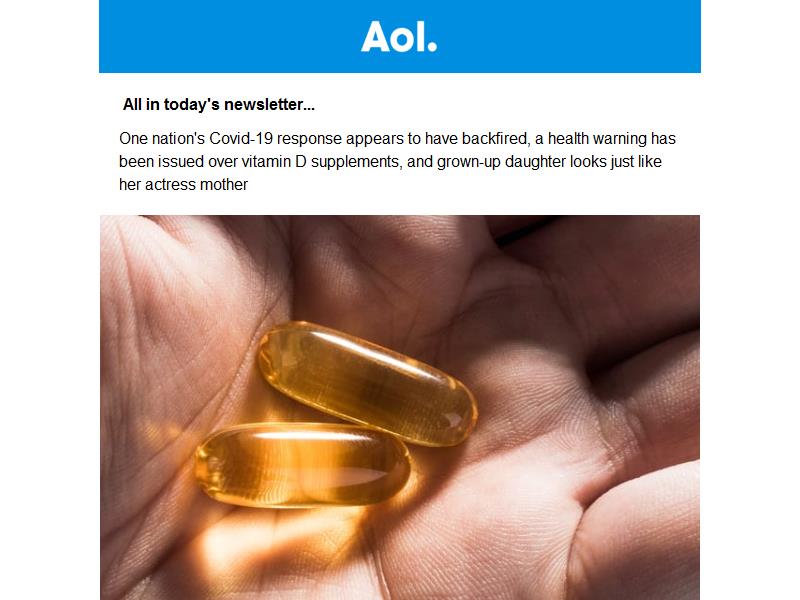 Aol.
All in today's newsletter...
One nation's Covid-19 response appears to have backfired, a health warning has
been issued over vitamin D supplements, and grown-up daughter looks just like
her actress mother